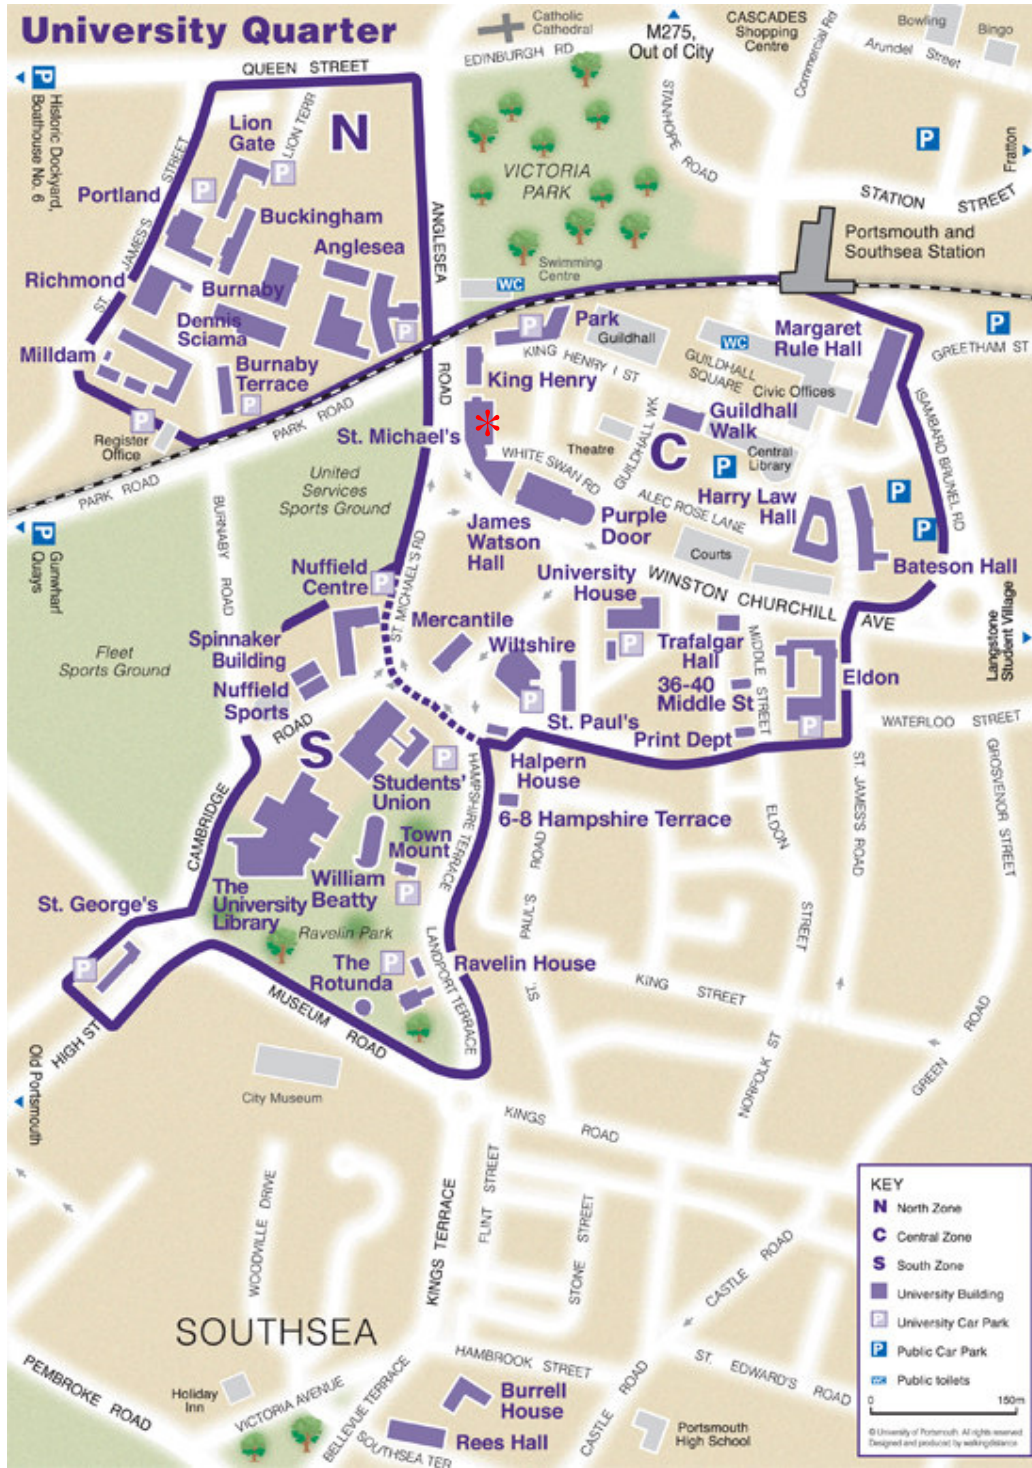 University Quarter
Catholic
Cathedral
EDINBURGH RD
M275,
Out of City
CASCADES
Shopping
Centre
Commercial Rd
Bowling
Bingo
Arundel Street
P
Historic Dockyard,
Boathouse No. 6
QUEEN STREET
LION TERR
N
Lion
Gate
P
STANHOPE ROAD
P
Fratton
Portland
P
ST. JAMES'S STREET
Buckingham
VICTORIA
PARK
STATION STREET
ANGLESEA ROAD
Anglesea
Portsmouth and
Southsea Station
Richmond
Burnaby
Swimming
Centre
WC
Dennis
Sciama
P
P
Park
Guildhall
WC
Margaret
Rule Hall
P
GREETHAM ST
Milldam
Burnaby
Terrace
P
KING HENRY I ST
GUILDHALL
SQUARE
King Henry
Civic Offices
ISAMBARD BRUNEL RD
P
Register
Office
PARK ROAD
St. Michael's
*
GUILDHALL WK
Guildhall
Walk
Theatre
C
P
Central
Library
WHITE SWAN RD
PARK ROAD
United
Services
Sports Ground
BURNABY ROAD
ALEC ROSE LANE
Harry Law
Hall
P
P
P
Gunwharf
Quays
James
Watson
Hall
Purple
Door
Courts
Bateson Hall
Nuffield
Centre
P
ST. MICHAEL'S RD
University
House
WINSTON CHURCHILL AVE
Langstone
Student Village
Mercantile
Spinnaker
Building
Wiltshire
P
Trafalgar
Hall
MIDDLE STREET
Fleet
Sports Ground
36-40
Middle St
Eldon
Nuffield
Sports
P
St. Paul's
Print Dept
P
WATERLOO STREET
CAMBRIDGE ROAD
S
P
Halpern
House
HAMPSHIRE TERRACE
Students'
Union
6-8 Hampshire Terrace
ST. JAMES'S ROAD
GROSVENOR STREET
ELDON STREET
Town
Mount
P
William
Beatty
The
University
Library
ST. PAUL'S ROAD
St. George's
P
Ravelin Park
P
The
Rotunda
LANDPORT TERRACE
Ravelin House
KING STREET
MUSEUM ROAD
HIGH ST
Old Portsmouth
City Museum
NORFOLK ST
GREEN ROAD
KINGS ROAD
WOODVILLE DRIVE
KINGS TERRACE
FLINT STREET
STONE STREET
CASTLE ROAD
KEY
N North Zone
C Central Zone
S South Zone
University Building
P University Car Park
P Public Car Park
WC Public toilets
0 150m
© University of Portsmouth. All rights reserved
Designed and produced by walkingdistance
SOUTHSEA
PEMBROKE ROAD
Holiday
Inn
VICTORIA AVENUE
BELLEVUE TERRACE
HAMBROOK STREET
ST. EDWARD'S ROAD
CASTLE ROAD
Burrell
House
Rees Hall
SOUTHSEA TER
Portsmouth
High School